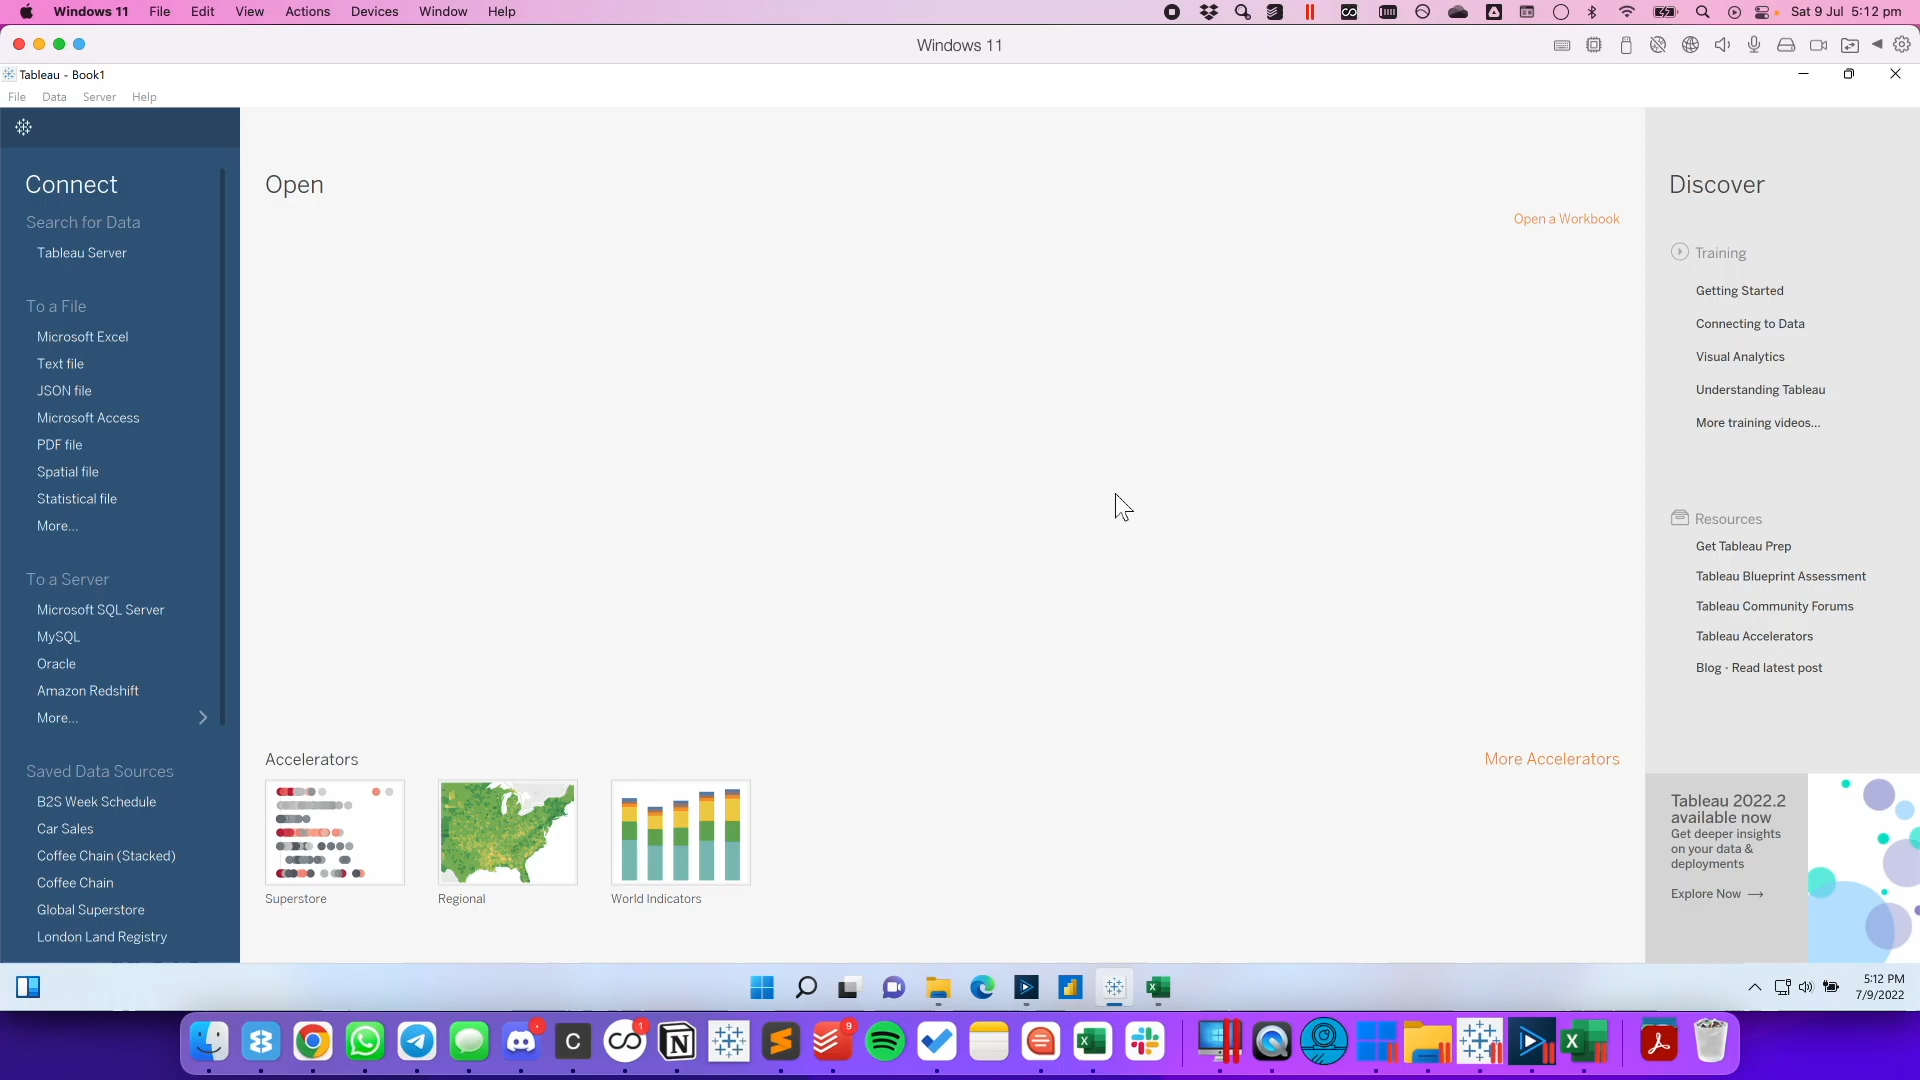 Windows 11 File Edit View Actions Devices Window Help
Sat 9 Jul 5:12 pm
Windows 11
Tableau - Book1
File Data Server Help
Connect
Search for Data
Tableau Server
To a File
Microsoft Excel
Text file
JSON file
Microsoft Access
PDF file
Spatial file
Statistical file
More...
To a Server
Microsoft SQL Server
MySQL
Oracle
Amazon Redshift
More...
Saved Data Sources
B2S Week Schedule
Car Sales
Coffee Chain (Stacked)
Coffee Chain
Global Superstore
London Land Registry
Open
Open a Workbook
Accelerators
More Accelerators
Superstore
Regional
World Indicators
Discover
Training
Getting Started
Connecting to Data
Visual Analytics
Understanding Tableau
More training videos...
Resources
Get Tableau Prep
Tableau Blueprint Assessment
Tableau Community Forums
Tableau Accelerators
Blog - Read latest post
Tableau 2022.2
available now
Get deeper insights
on your data &
deployments
Explore Now →
5:12 PM
7/9/2022
1
9